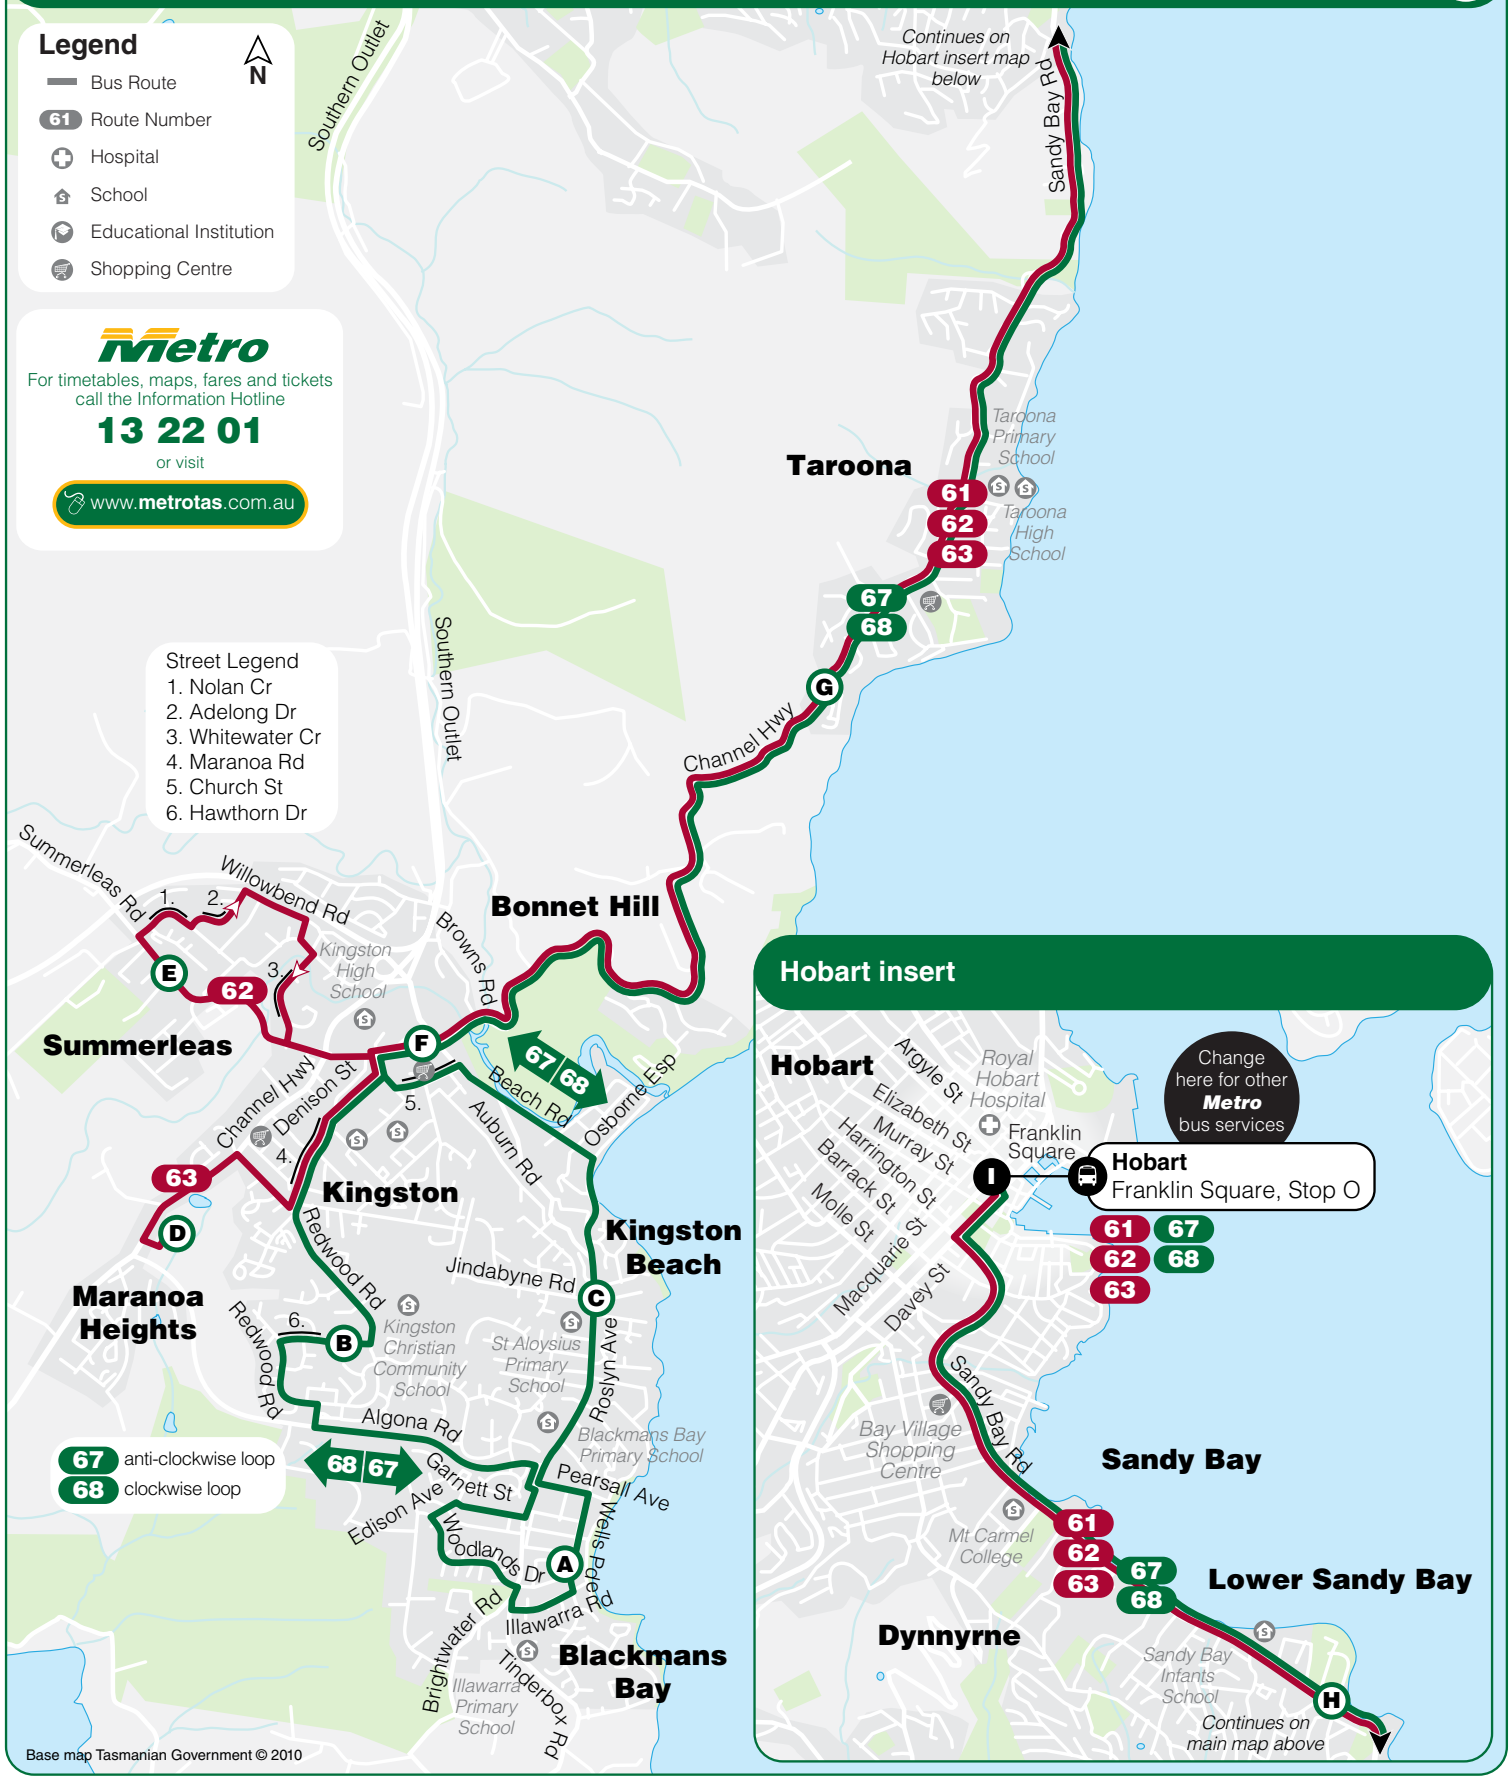 Legend
N
Bus Route
61 Route Number
Hospital
School
Educational Institution
Shopping Centre
Metro
For timetables, maps, fares and tickets
call the Information Hotline
13 22 01
or visit
www.metrotas.com.au
Southern Outlet
Continues on
Hobart insert map
below
Sandy Bay Rd
Taroona
Primary
School
Taroona
61
62
63
Taroona
High
School
67
68
G
Southern Outlet
Channel Hwy
Street Legend
1. Nolan Cr
2. Adelong Dr
3. Whitewater Cr
4. Maranoa Rd
5. Church St
6. Hawthorn Dr
Summerleas Rd
1.
2.
Willowbend Rd
Bonnet Hill
Browns Rd
Kingston
High
School
E
62
3.
Summerleas
F
67 68
Channel Hwy
Denison St
5.
Beach Rd
Osborne Esp
Auburn Rd
4.
63
D
Kingston
Redwood Rd
Kingston
Beach
Jindabyne Rd
C
Maranoa
Heights
Redwood Rd
6.
B
Kingston
Christian
Community
School
St Aloysius
Primary
School
Roslyn Ave
Algona Rd
Blackmans Bay
Primary School
67 anti-clockwise loop
68 clockwise loop
68 67
Garnett St
Edison Ave
Pearsall Ave
Wells Pde
Woodlands Dr
A
Illawarra Rd
Brightwater Rd
Tinderbox Rd
Illawarra
Primary
School
Blackmans
Bay
Base map Tasmanian Government © 2010
Hobart insert
Hobart
Argyle St
Elizabeth St
Murray St
Harrington St
Barrack St
Molle St
Macquarie St
Davey St
Royal
Hobart
Hospital
Franklin
Square
Change
here for other
Metro
bus services
I
Hobart
Franklin Square, Stop O
61 67
62 68
63
Sandy Bay Rd
Bay Village
Shopping
Centre
Sandy Bay
Mt Carmel
College
61
62
63
67
68
Lower Sandy Bay
Dynnyrne
Sandy Bay
Infants
School
H
Continues on
main map above